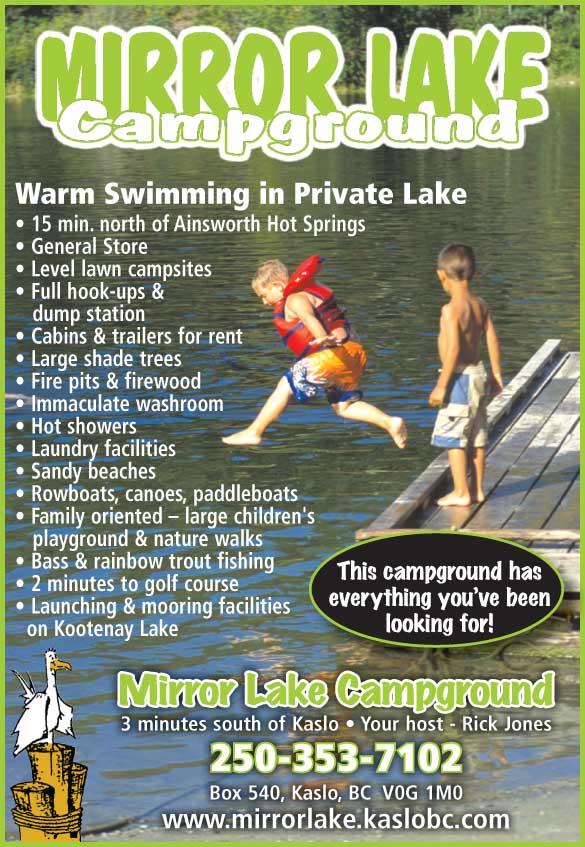 MIRROR LAKE
Campground
Warm Swimming in Private Lake
• 15 min. north of Ainsworth Hot Springs
• General Store
• Level lawn campsites
• Full hook-ups &
dump station
• Cabins & trailers for rent
• Large shade trees
• Fire pits & firewood
• Immaculate washroom
• Hot showers
• Laundry facilities
• Sandy beaches
• Rowboats, canoes, paddleboats
• Family oriented – large children's
playground & nature walks
• Bass & rainbow trout fishing
• 2 minutes to golf course
• Launching & mooring facilities
on Kootenay Lake
This campground has
everything you've been
looking for!
Mirror Lake Campground
3 minutes south of Kaslo • Your host - Rick Jones
250-353-7102
Box 540, Kaslo, BC V0G 1M0
www.mirrorlake.kaslobc.com